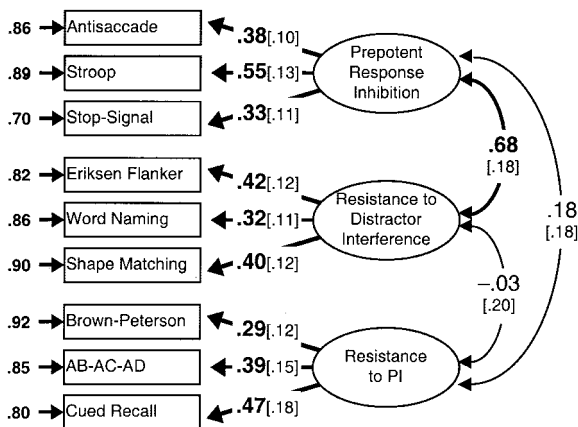 .86 Antisaccade .38[.10]
.89 Stroop .55[.13]
.70 Stop-Signal .33[.11]
Prepotent
Response
Inhibition
.82 Eriksen Flanker .42[.12]
.86 Word Naming .32[.11]
.90 Shape Matching .40[.12]
Resistance to
Distractor
Interference
.92 Brown-Peterson .29[.12]
.85 AB-AC-AD .39[.15]
.80 Cued Recall .47[.18]
Resistance
to PI
.68
[.18]
.18
[.18]
–.03
[.20]